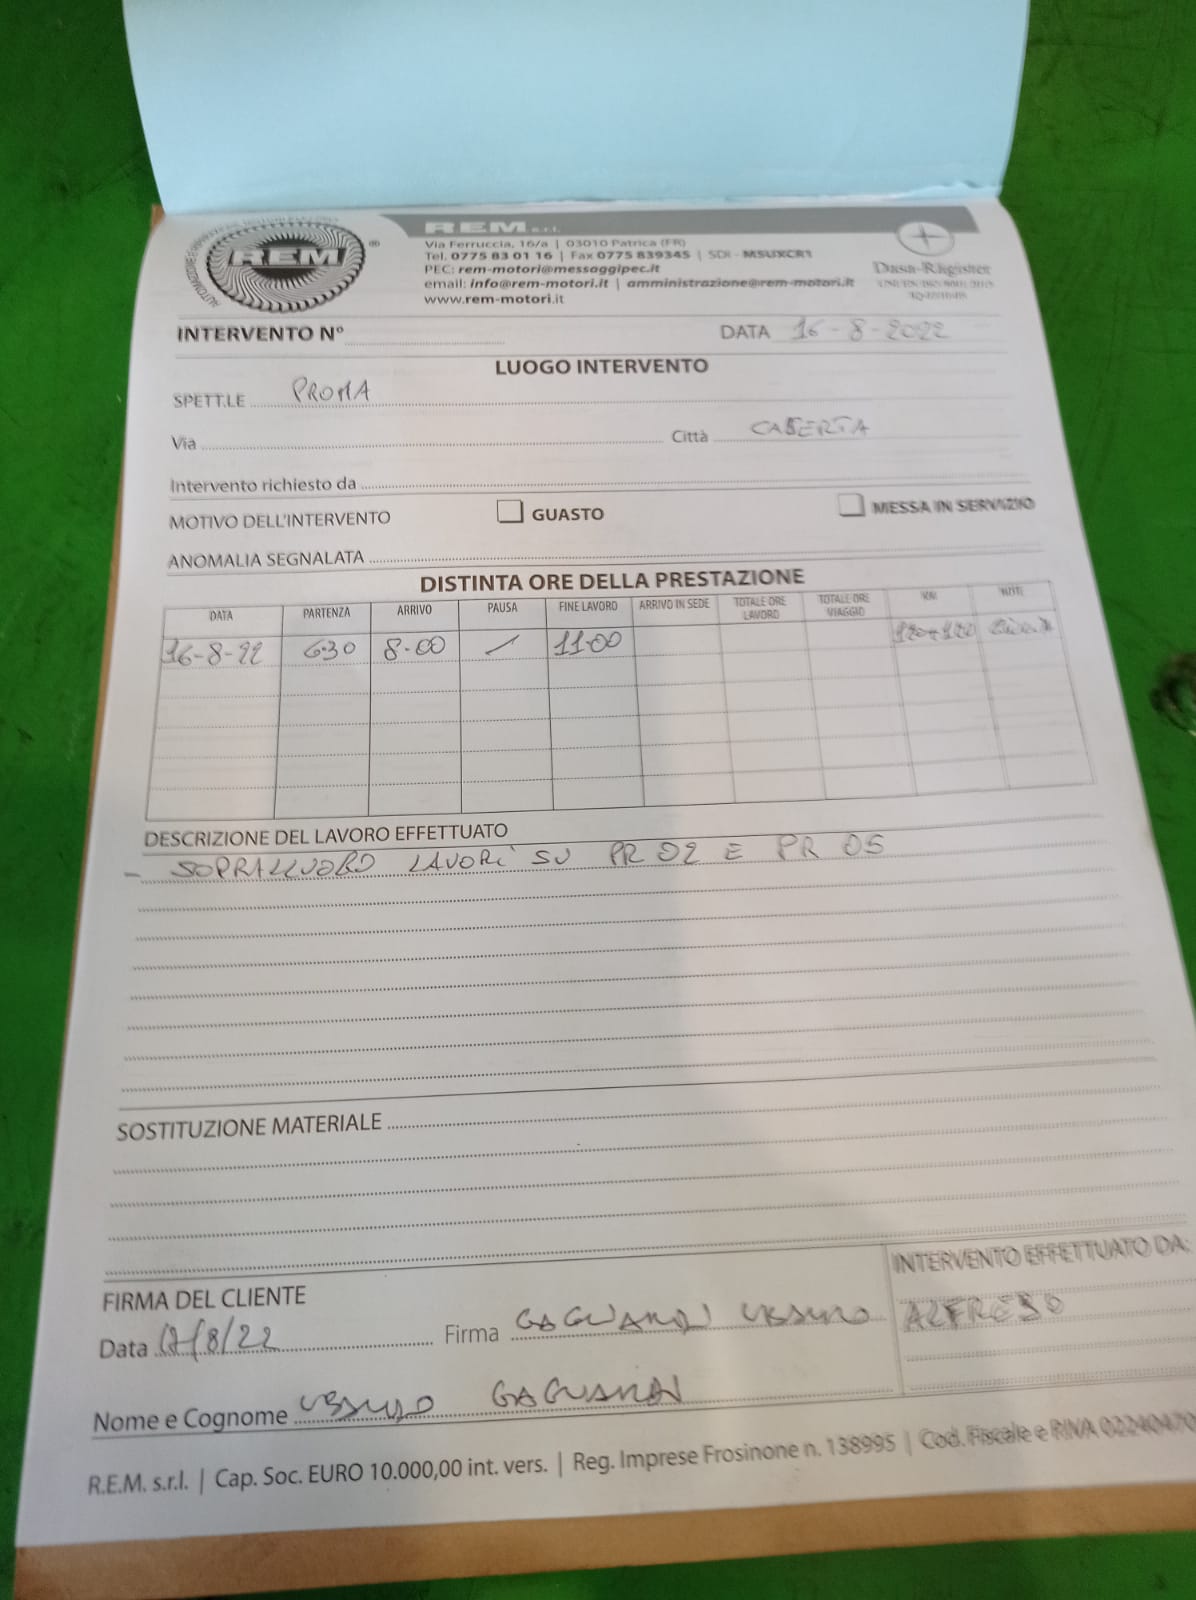 REM s.r.l.
REM ®
Via Ferruccia, 16/a | 03010 Patrica (FR)
Tel. 0775 83 01 16 | Fax 0775 839345 | SDI - M5UXCR1
PEC: rem-motori@messaggipec.it
email: info@rem-motori.it | amministrazione@rem-motori.it
www.rem-motori.it
Dasa-Rägister
INTERVENTO N°
DATA 16-8-2022
LUOGO INTERVENTO
SPETT.LE PROMA
Via Città CASERTA
Intervento richiesto da
MOTIVO DELL'INTERVENTO GUASTO MESSA IN SERVIZIO
ANOMALIA SEGNALATA
DISTINTA ORE DELLA PRESTAZIONE
DATA PARTENZA ARRIVO PAUSA FINE LAVORO ARRIVO IN SEDE TOTALE ORE LAVORO TOTALE ORE VIAGGIO KM NOTE
16-8-22 6.30 8.00 / 11.00 120+120
DESCRIZIONE DEL LAVORO EFFETTUATO
- SOPRALLUOGO LAVORI SU PR 02 E PR 05
SOSTITUZIONE MATERIALE
FIRMA DEL CLIENTE
INTERVENTO EFFETTUATO DA:
Data 17/8/22 Firma
ALFREDO
Nome e Cognome
R.E.M. s.r.l. | Cap. Soc. EURO 10.000,00 int. vers. | Reg. Imprese Frosinone n. 138995 | Cod. Fiscale e P.IVA 02240470